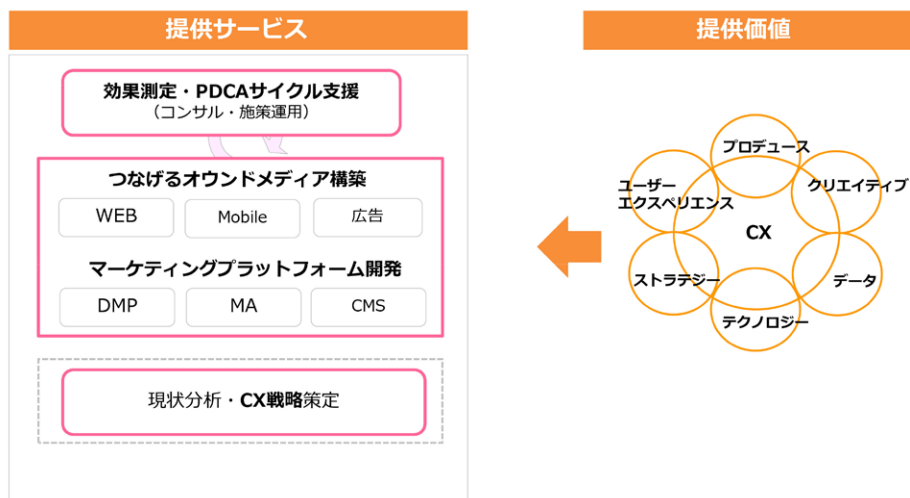 提供サービス
効果測定・PDCAサイクル支援
（コンサル・施策運用）
つなげるオウンドメディア構築
WEB
Mobile
広告
マーケティングプラットフォーム開発
DMP
MA
CMS
現状分析・CX戦略策定
提供価値
プロデュース
ユーザー
エクスペリエンス
クリエイティブ
CX
ストラテジー
データ
テクノロジー